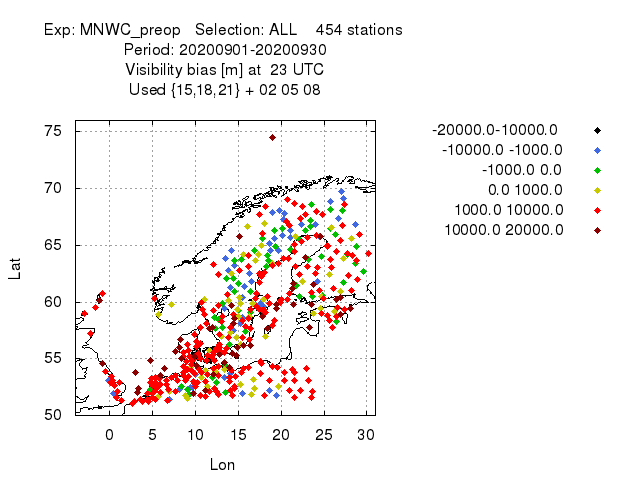 Exp: MNWC_preop   Selection: ALL    454 stations
Period: 20200901-20200930
Visibility bias [m] at  23 UTC
Used {15,18,21} + 02 05 08
-20000.0-10000.0
-10000.0 -1000.0
-1000.0 0.0
0.0 1000.0
1000.0 10000.0
10000.0 20000.0
75
70
65
60
55
50
Lat
0 5 10 15 20 25 30
Lon